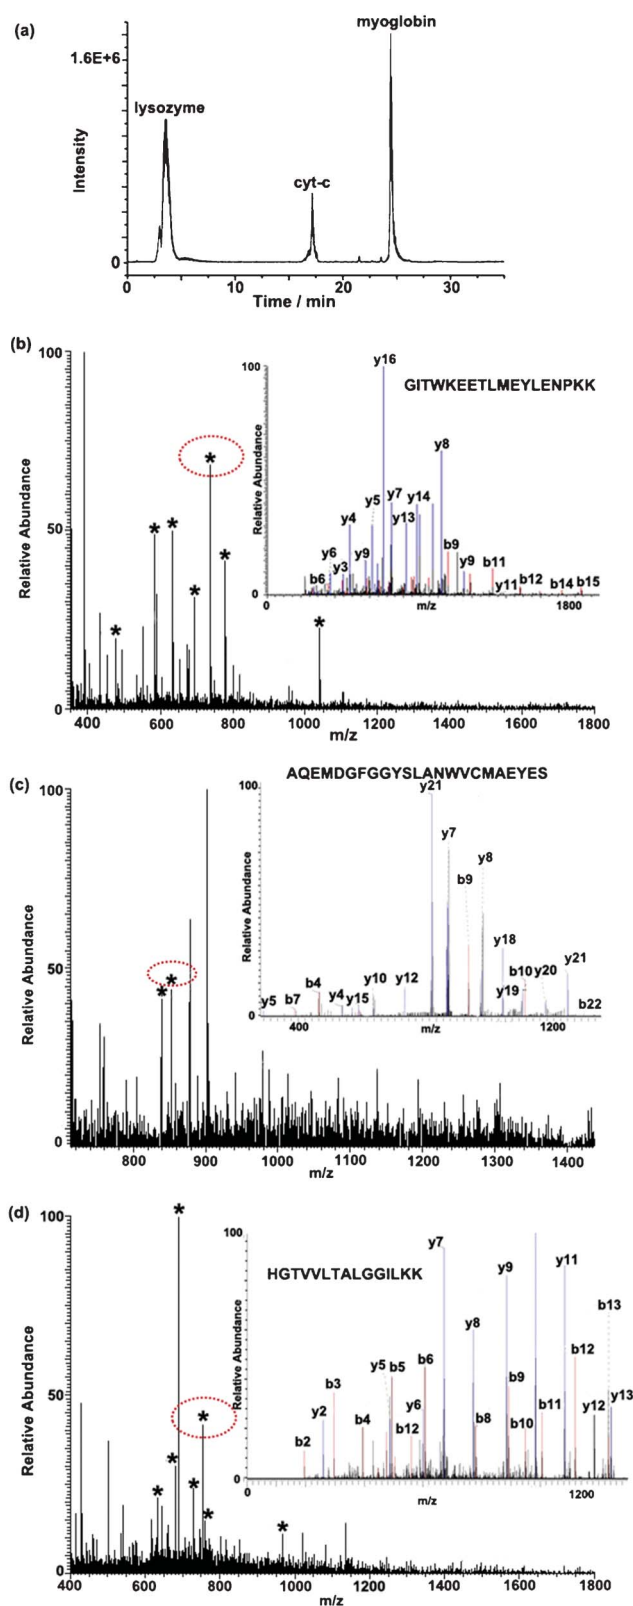 (a)
myoglobin
1.6E+6
lysozyme
Intensity
cyt-c
0
0 10 20 30
Time / min
(b)
100
Relative Abundance
50
0
* * * * * * *
400 600 800 1000 1200 1400 1600 1800
m/z
100
y16
GITWKEETLMEYLENPKK
Relative Abundance
y8
y5 y7 y14
y4 y13
y6 y9 b9
y3 y9 b11
b6 y11 b12 b14 b15
0
0 m/z 1800
(c)
AQEMDGFGGYSLANWVCMAEYES
100
Relative Abundance
50
0
* *
800 900 1000 1100 1200 1300 1400
m/z
100
y21
Relative Abundance
y7
y8
b9
y18
y21
b4 y10 y12 b10 y20
y5 b7 y4 y15 y19 b22
0
400 m/z 1200
(d)
100
Relative Abundance
50
0
* * * * * * *
400 600 800 1000 1200 1400 1600 1800
m/z
100
HGTVVLTALGGILKK
Relative Abundance
y7
y9 y11
y8
b13
y5 b5 b6 b12
b3 b9
y2 y6 y13
b4 b12 b8 b10 b11 y12
b2
0
0 m/z 1200